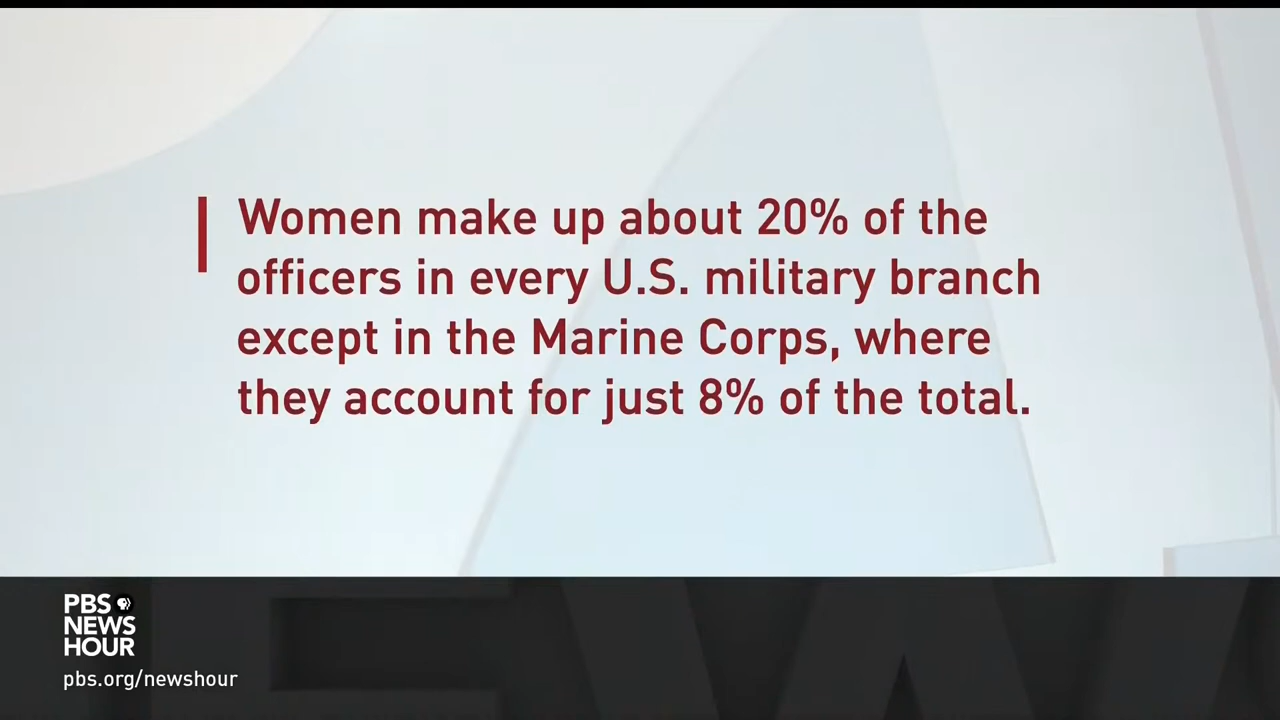 Women make up about 20% of the
officers in every U.S. military branch
except in the Marine Corps, where
they account for just 8% of the total.
PBS
NEWS
HOUR
pbs.org/newshour